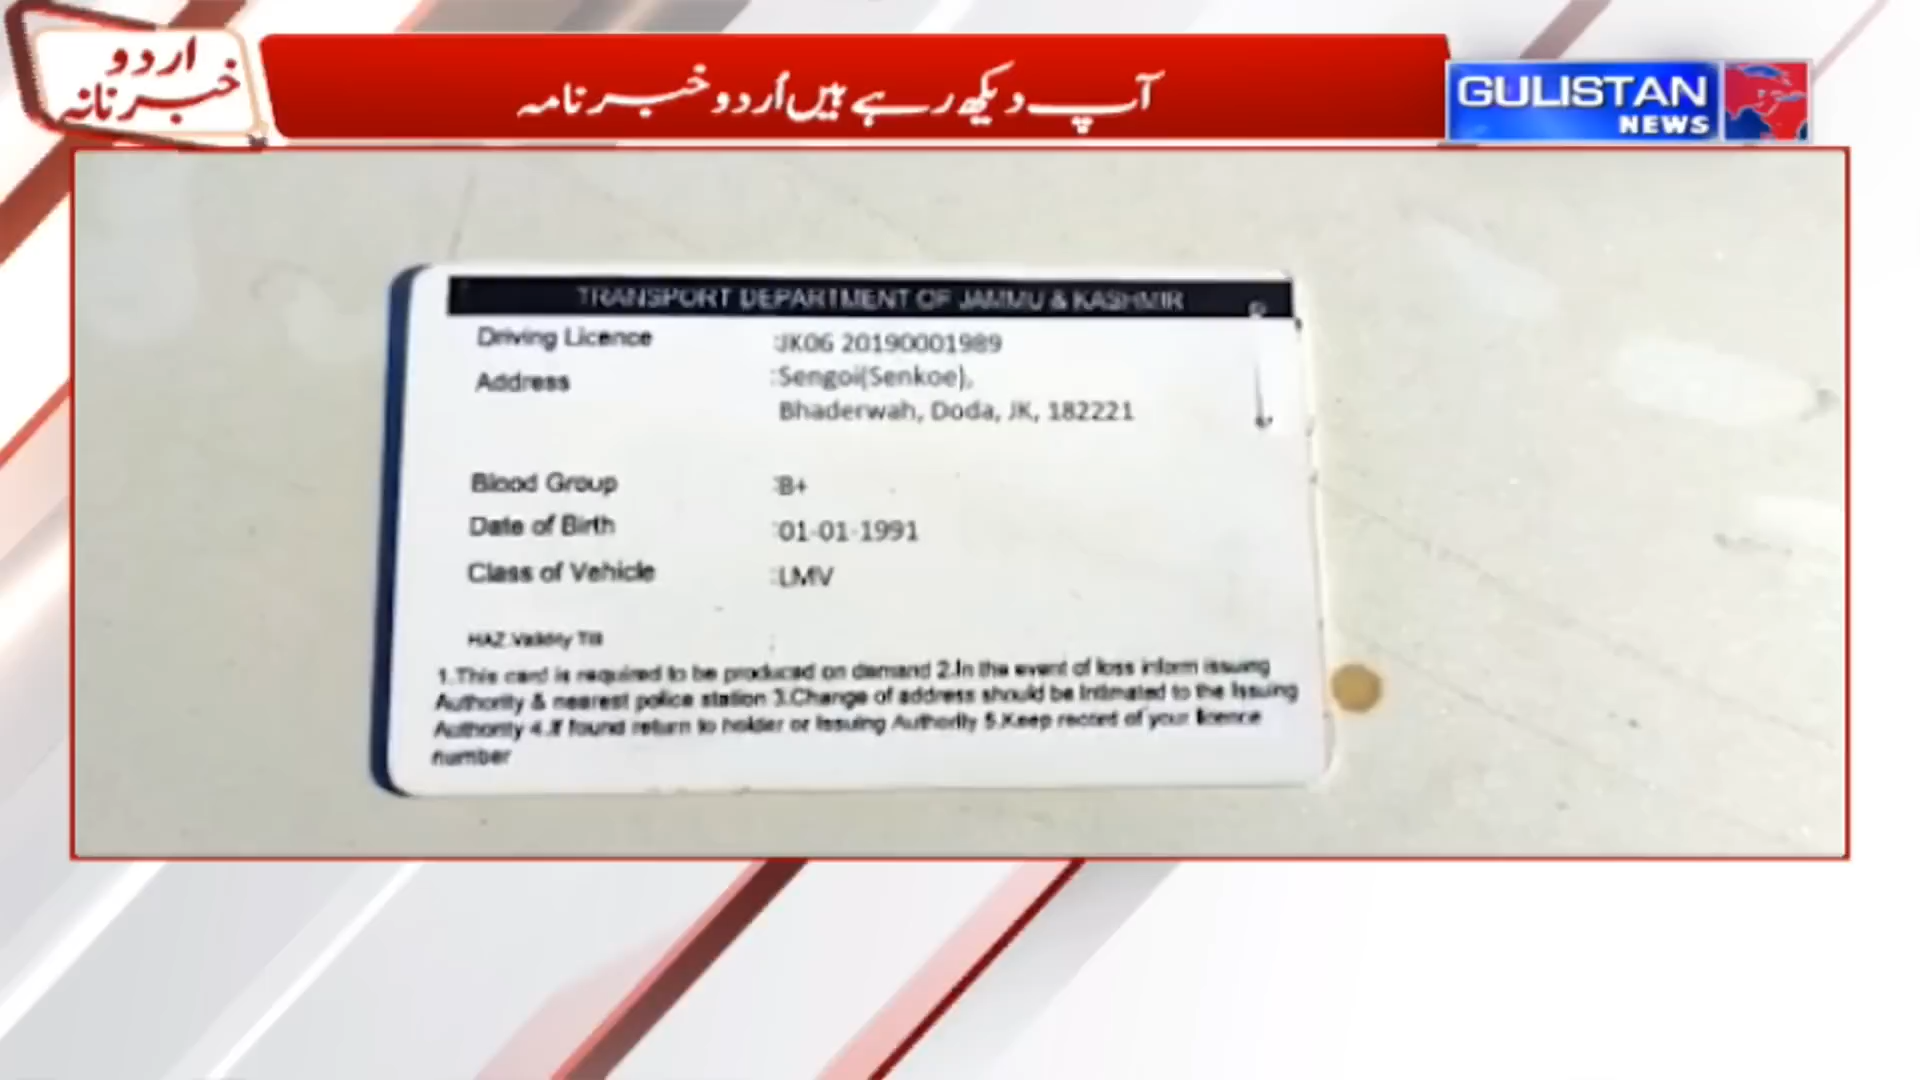 اردو
خبرنامہ
آپ دیکھ رہے ہیں اُردو خبرنامہ
GULISTAN
NEWS
TRANSPORT DEPARTMENT OF JAMMU & KASHMIR
Driving Licence :JK06 20190001989
Address :Sengoi(Senkoe),
Bhaderwah, Doda, JK, 182221
Blood Group :B+
Date of Birth :01-01-1991
Class of Vehicle :LMV
HAZ.Validity Till
1.This card is required to be produced on demand 2.In the event of loss inform issuing
Authority & nearest police station 3.Change of address should be intimated to the Issuing
Authority 4.If found return to holder or Issuing Authority 5.Keep record of your licence
number